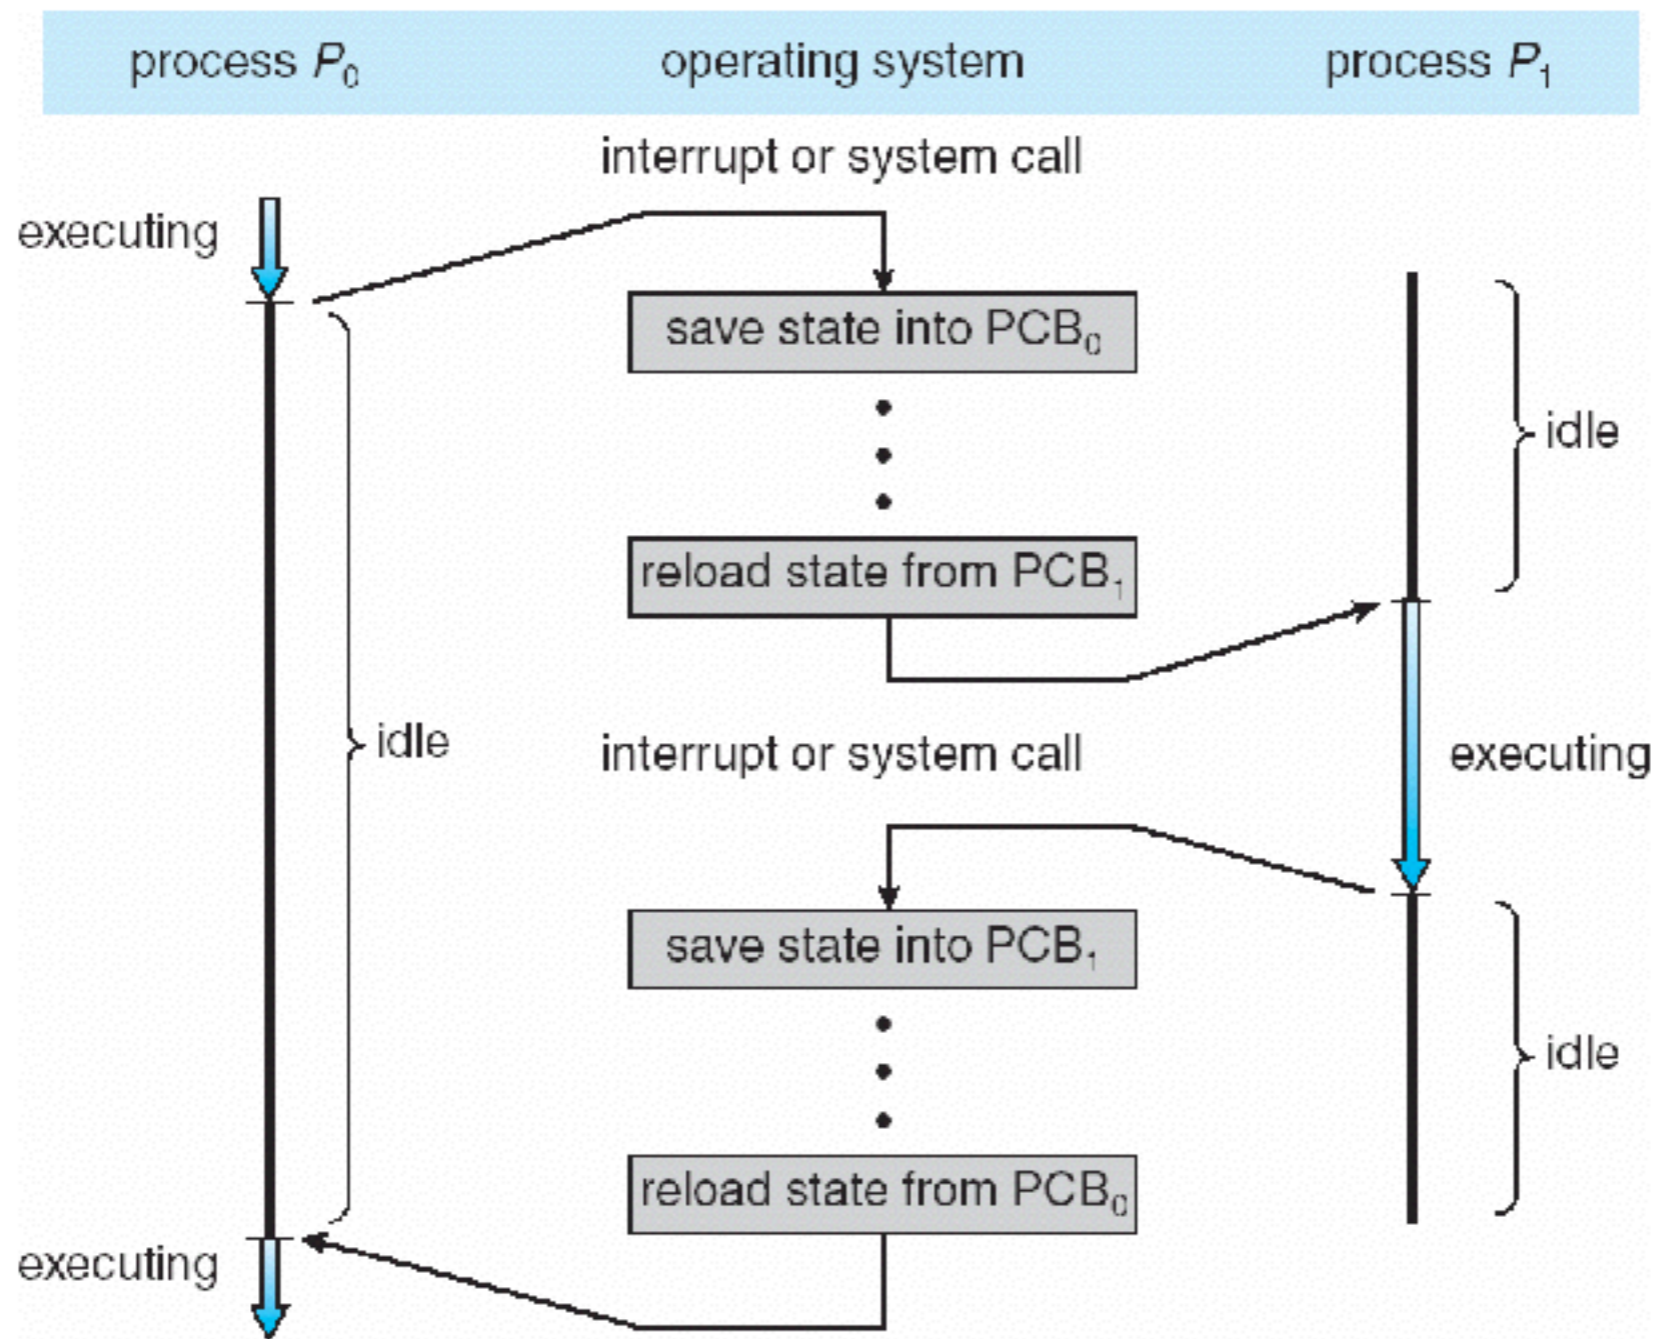 process P₀ operating system process P₁
interrupt or system call
executing
save state into PCB₀
idle
reload state from PCB₁
idle
interrupt or system call
executing
save state into PCB₁
idle
reload state from PCB₀
executing